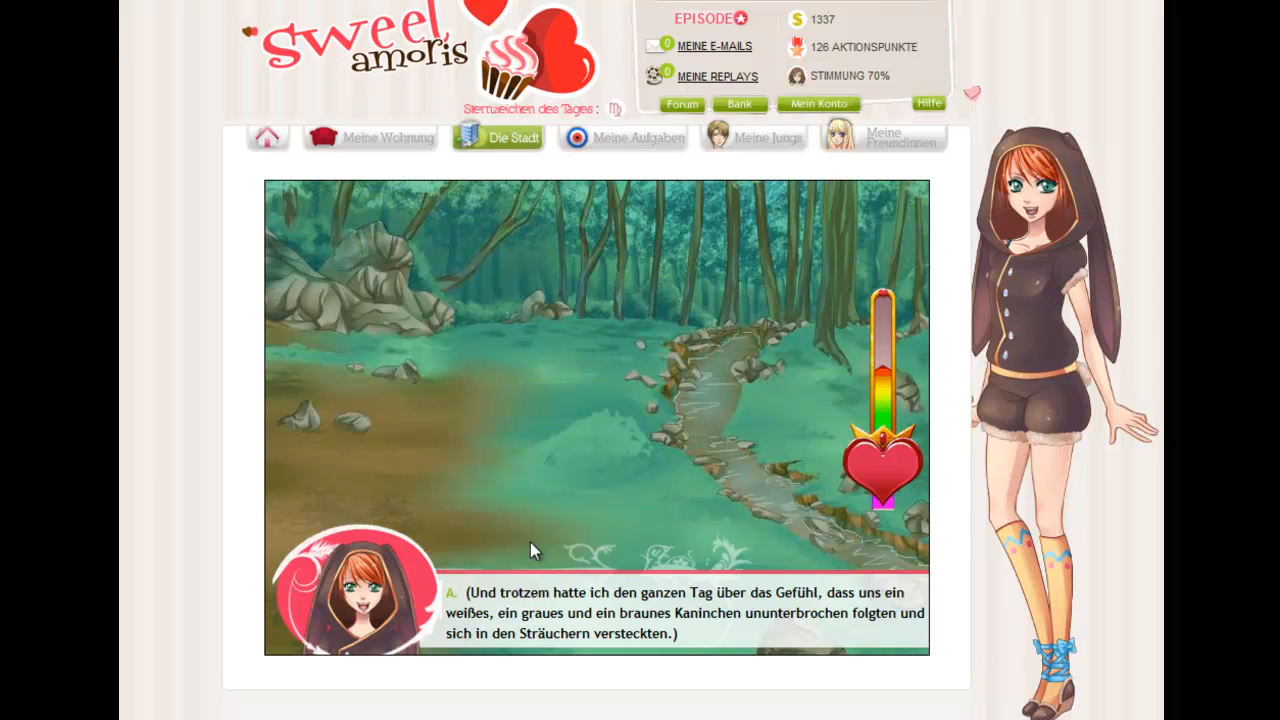 sweet
amoris
Sternzeichen des Tages :
EPISODE
0 MEINE E-MAILS
0 MEINE REPLAYS
$ 1337
126 AKTIONSPUNKTE
STIMMUNG 70%
Forum
Bank
Mein Konto
Hilfe
Meine Wohnung
Die Stadt
Meine Aufgaben
Meine Jungs
Meine
Freundinnen
A. (Und trotzem hatte ich den ganzen Tag über das Gefühl, dass uns ein
weißes, ein graues und ein braunes Kaninchen ununterbrochen folgten und
sich in den Sträuchern versteckten.)